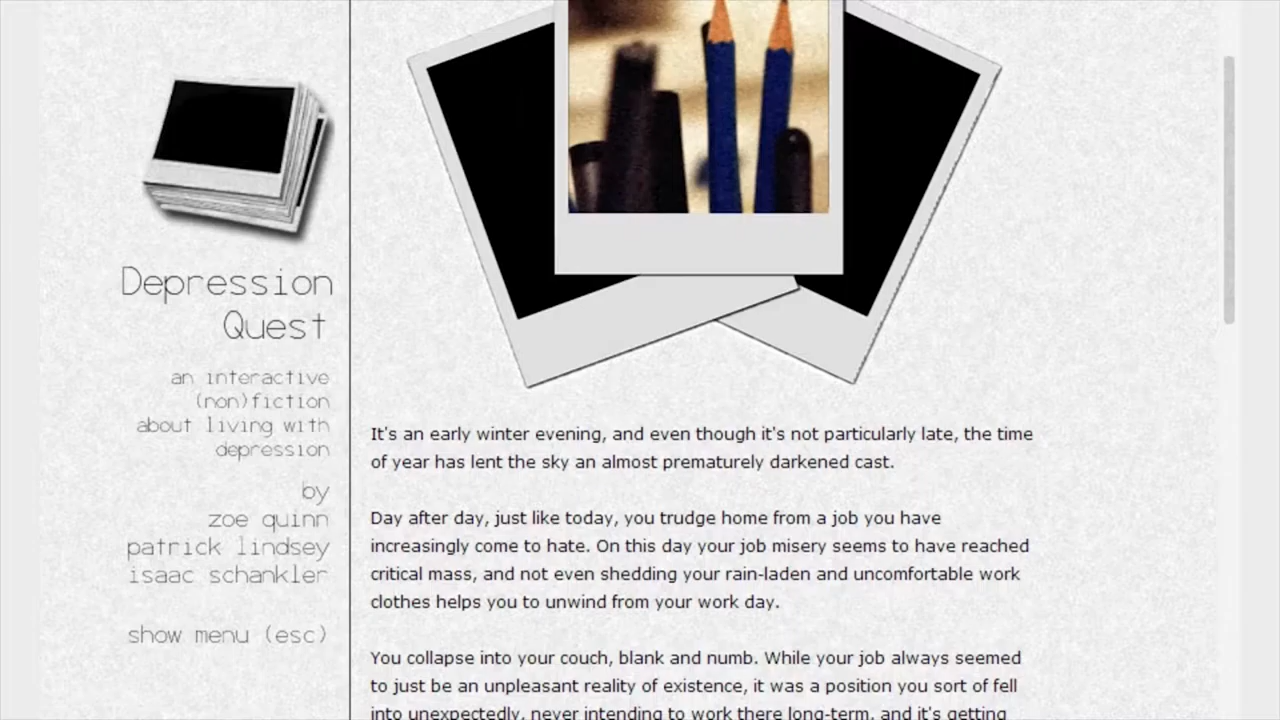 Depression
Quest
an interactive
(non)fiction
about living with
depression
by
zoe quinn
patrick lindsey
isaac schankler
show menu (esc)
It's an early winter evening, and even though it's not particularly late, the time
of year has lent the sky an almost prematurely darkened cast.
Day after day, just like today, you trudge home from a job you have
increasingly come to hate. On this day your job misery seems to have reached
critical mass, and not even shedding your rain-laden and uncomfortable work
clothes helps you to unwind from your work day.
You collapse into your couch, blank and numb. While your job always seemed
to just be an unpleasant reality of existence, it was a position you sort of fell
into unexpectedly, never intending to work there long-term, and it's getting